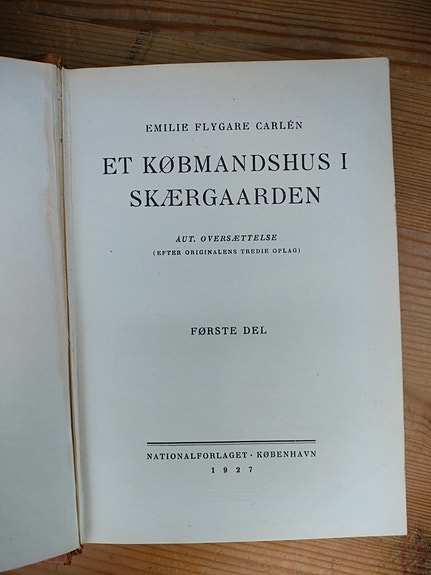 EMILIE FLYGARE CARLÉN
ET KØBMANDSHUS I
SKÆRGAARDEN
AUT. OVERSÆTTELSE
(EFTER ORIGINALENS TREDIE OPLAG)
FØRSTE DEL
NATIONALFORLAGET · KØBENHAVN
1927